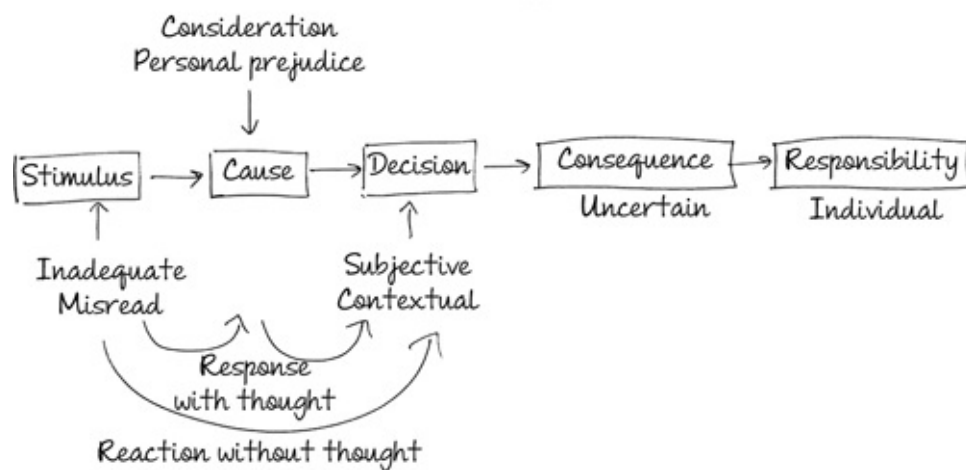 Consideration
Personal prejudice
Stimulus
Cause
Decision
Consequence
Responsibility
Uncertain
Individual
Inadequate
Misread
Subjective
Contextual
Response
with thought
Reaction without thought